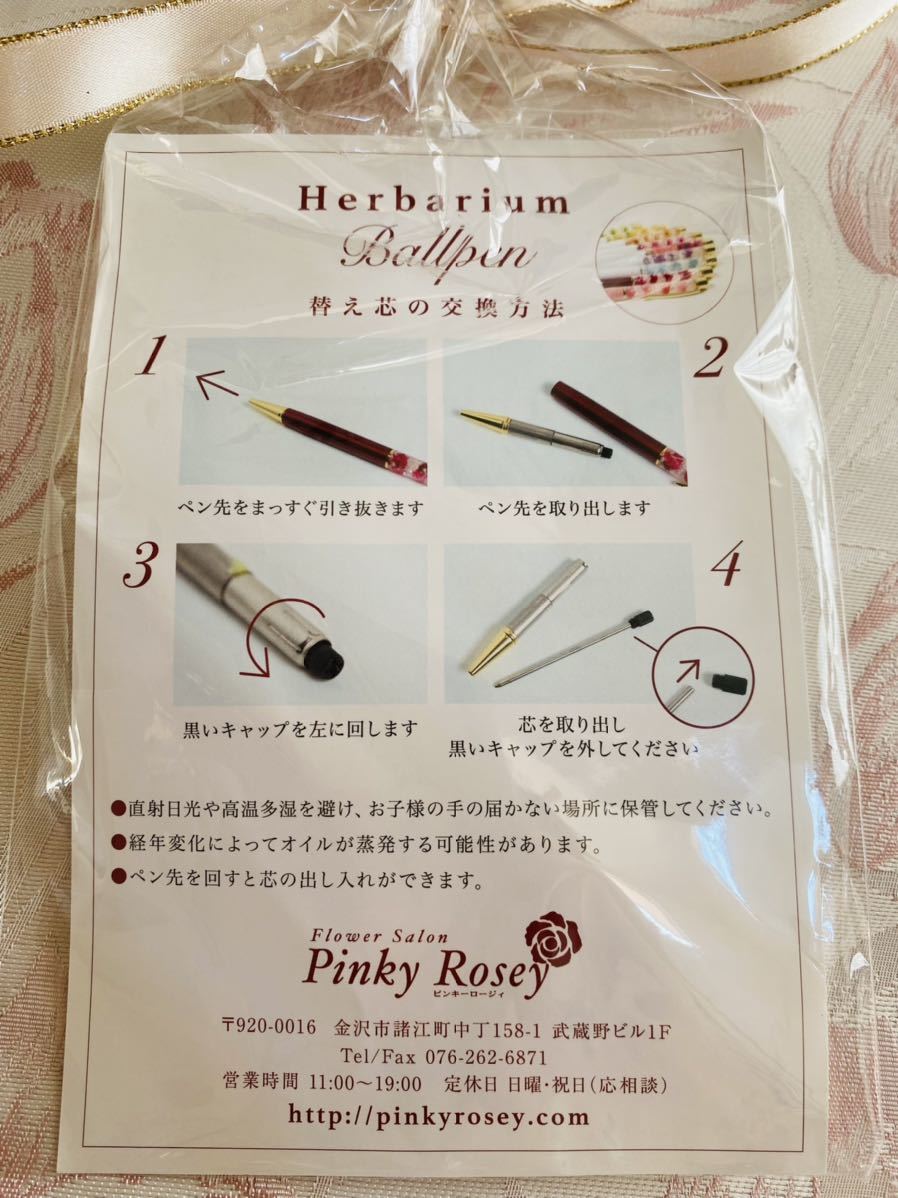 Herbarium
Ballpen
替え芯の交換方法
1
ペン先をまっすぐ引き抜きます
2
ペン先を取り出します
3
黒いキャップを左に回します
4
芯を取り出し
黒いキャップを外してください
●直射日光や高温多湿を避け、お子様の手の届かない場所に保管してください。
●経年変化によってオイルが蒸発する可能性があります。
●ペン先を回すと芯の出し入れができます。
Flower Salon
Pinky Rosey
ピンキーロージィ
〒920-0016 金沢市諸江町中丁158-1 武蔵野ビル1F
Tel/Fax 076-262-6871
営業時間 11:00〜19:00 定休日 日曜・祝日(応相談)
http://pinkyrosey.com